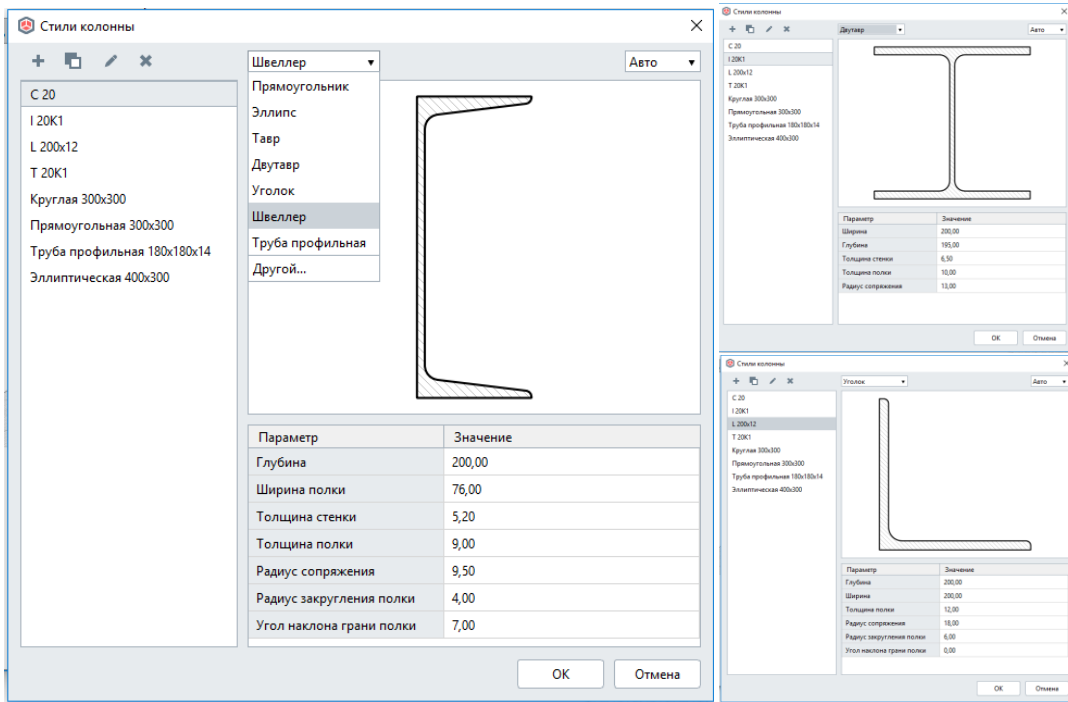 Стили колонны
Швеллер
Авто
C 20
I 20K1
L 200x12
T 20K1
Круглая 300x300
Прямоугольная 300x300
Труба профильная 180x180x14
Эллиптическая 400x300
Прямоугольник
Эллипс
Тавр
Двутавр
Уголок
Швеллер
Труба профильная
Другой...
Параметр Значение
Глубина 200,00
Ширина полки 76,00
Толщина стенки 5,20
Толщина полки 9,00
Радиус сопряжения 9,50
Радиус закругления полки 4,00
Угол наклона грани полки 7,00
OK Отмена
Стили колонны
Двутавр
Авто
C 20
I 20K1
L 200x12
T 20K1
Круглая 300x300
Прямоугольная 300x300
Труба профильная 180x180x14
Эллиптическая 400x300
Параметр Значение
Ширина 200,00
Глубина 195,00
Толщина стенки 6,50
Толщина полки 10,00
Радиус сопряжения 13,00
OK Отмена
Стили колонны
Уголок
Авто
C 20
I 20K1
L 200x12
T 20K1
Круглая 300x300
Прямоугольная 300x300
Труба профильная 180x180x14
Эллиптическая 400x300
Параметр Значение
Глубина 200,00
Ширина 200,00
Толщина полки 12,00
Радиус сопряжения 18,00
Радиус закругления полки 6,00
Угол наклона грани полки 0,00
OK Отмена